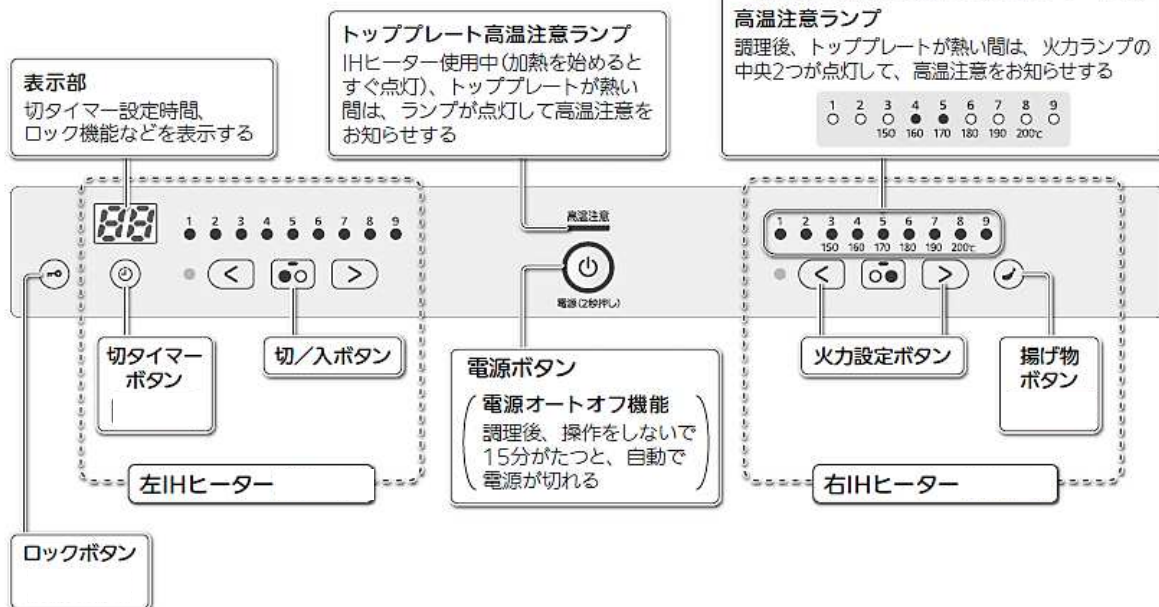 表示部
切タイマー設定時間、
ロック機能などを表示する
トッププレート高温注意ランプ
IHヒーター使用中(加熱を始めると
すぐ点灯)、トッププレートが熱い
間は、ランプが点灯して高温注意を
お知らせする
高温注意ランプ
調理後、トッププレートが熱い間は、火力ランプの
中央2つが点灯して、高温注意をお知らせする
1 2 3 4 5 6 7 8 9
150 160 170 180 190 200℃
88
1 2 3 4 5 6 7 8 9
高温注意
電源(2秒押し)
1 2 3 4 5 6 7 8 9
150 160 170 180 190 200℃
切タイマー
ボタン
切/入ボタン
電源ボタン
電源オートオフ機能
調理後、操作をしないで
15分がたつと、自動で
電源が切れる
火力設定ボタン
揚げ物
ボタン
左IHヒーター
右IHヒーター
ロックボタン